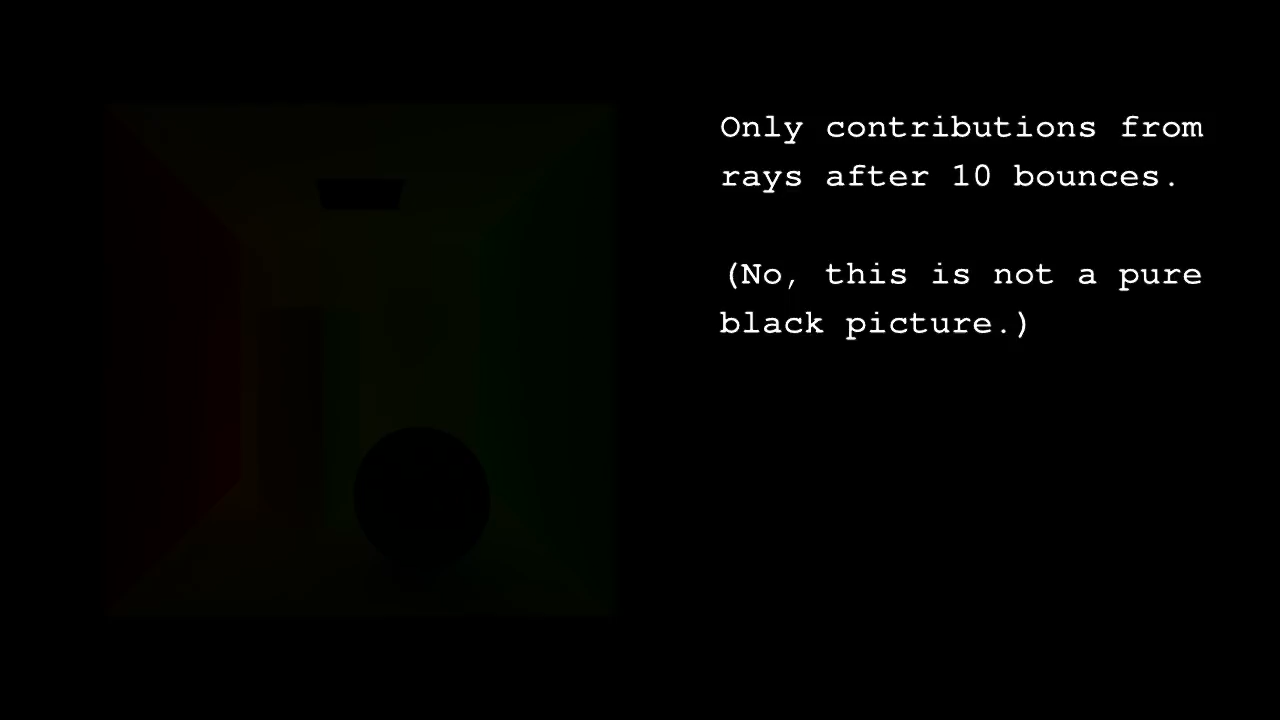 Only contributions from
rays after 10 bounces.
(No, this is not a pure
black picture.)